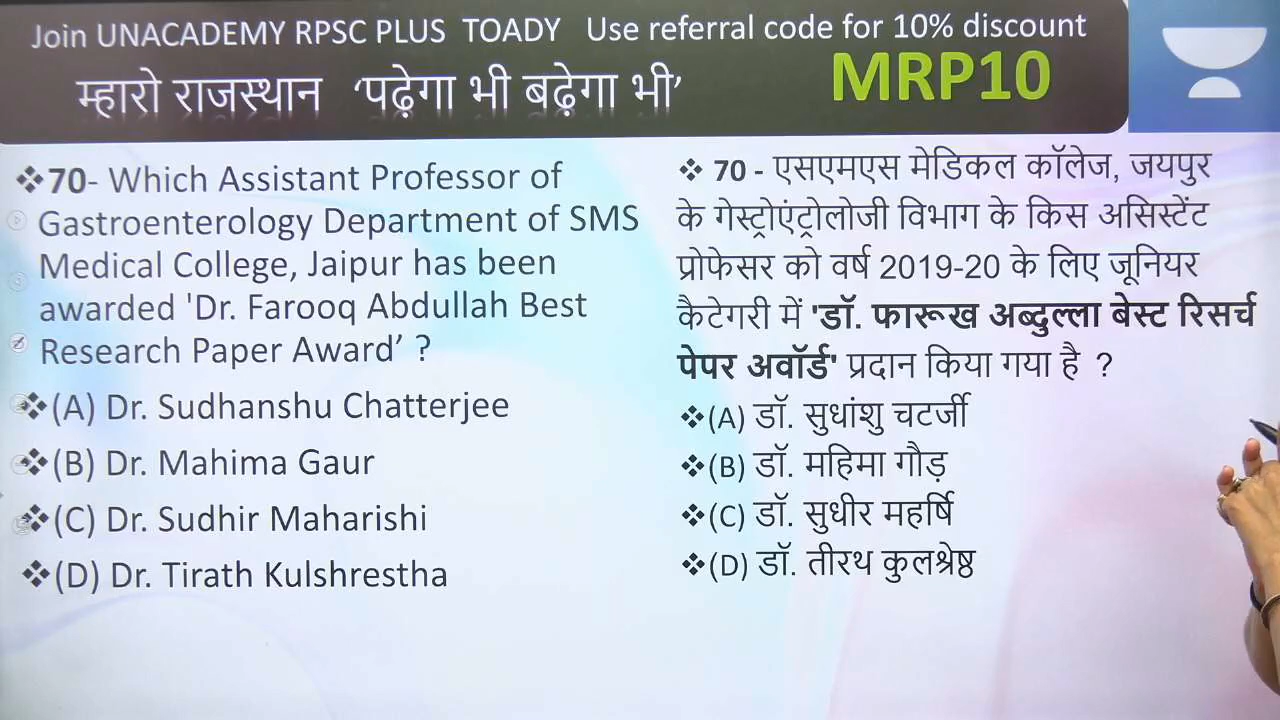 Join UNACADEMY RPSC PLUS TOADY Use referral code for 10% discount
म्हारो राजस्थान ‘पढ़ेगा भी बढ़ेगा भी’ MRP10
❖70- Which Assistant Professor of
Gastroenterology Department of SMS
Medical College, Jaipur has been
awarded 'Dr. Farooq Abdullah Best
Research Paper Award’ ?
❖(A) Dr. Sudhanshu Chatterjee
❖(B) Dr. Mahima Gaur
❖(C) Dr. Sudhir Maharishi
❖(D) Dr. Tirath Kulshrestha
❖ 70 - एसएमएस मेडिकल कॉलेज, जयपुर
के गेस्ट्रोएंट्रोलोजी विभाग के किस असिस्टेंट
प्रोफेसर को वर्ष 2019-20 के लिए जूनियर
कैटेगरी में 'डॉ. फारूख अब्दुल्ला बेस्ट रिसर्च
पेपर अवॉर्ड' प्रदान किया गया है ?
❖(A) डॉ. सुधांशु चटर्जी
❖(B) डॉ. महिमा गौड़
❖(C) डॉ. सुधीर महर्षि
❖(D) डॉ. तीरथ कुलश्रेष्ठ